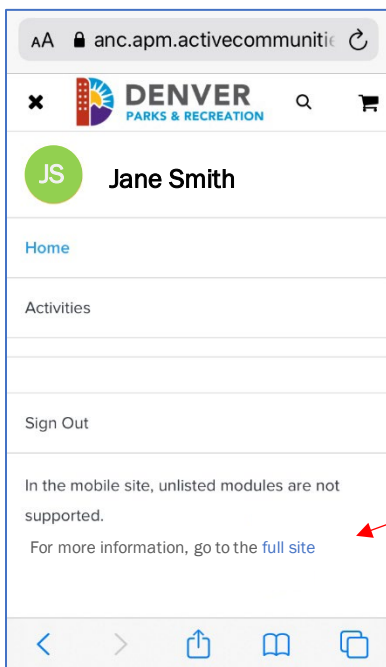 AA anc.apm.activecommuniti
DENVER
PARKS & RECREATION
JS Jane Smith
Home
Activities
Sign Out
In the mobile site, unlisted modules are not
supported.
For more information, go to the full site